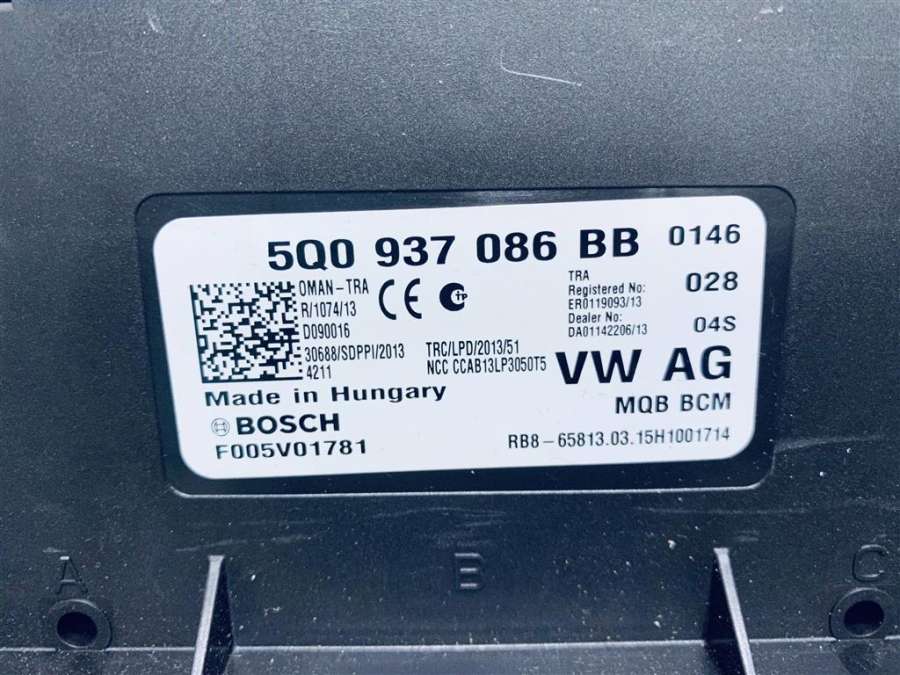 5Q0 937 086 BB 0146
OMAN-TRA
R/1074/13
D090016
30688/SDPPI/2013
4211
CE
TRC/LPD/2013/51
NCC CCAB13LP3050T5
TRA
Registered No:
ER0119093/13
Dealer No:
DA01142206/13
028
04S
VW AG
MQB BCM
Made in Hungary
BOSCH
F005V01781
RB8-65813.03.15H1001714
A B C